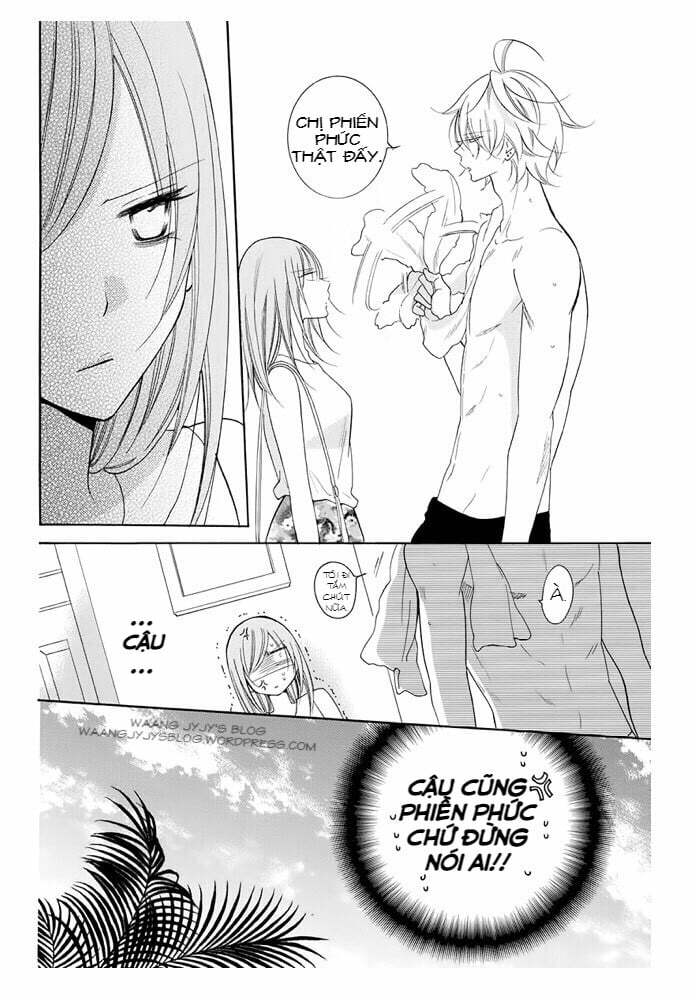 CHỊ PHIỀN
PHỨC
THẬT ĐẤY.
À.
TÔI ĐI
TẮM
CHÚT
NỮA.
...
CẬU
...
WAANG JYJY'S BLOG
WAANGJYJYSBLOG.WORDPRESS.COM
CẬU CŨNG
PHIỀN PHỨC
CHỨ ĐỪNG
NÓI AI!!